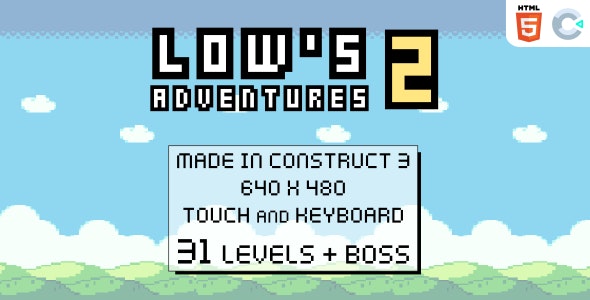 HTML
5
LOW'S
ADVENTURES 2
MADE IN CONSTRUCT 3
640 X 480
TOUCH AND KEYBOARD
31 LEVELS + BOSS